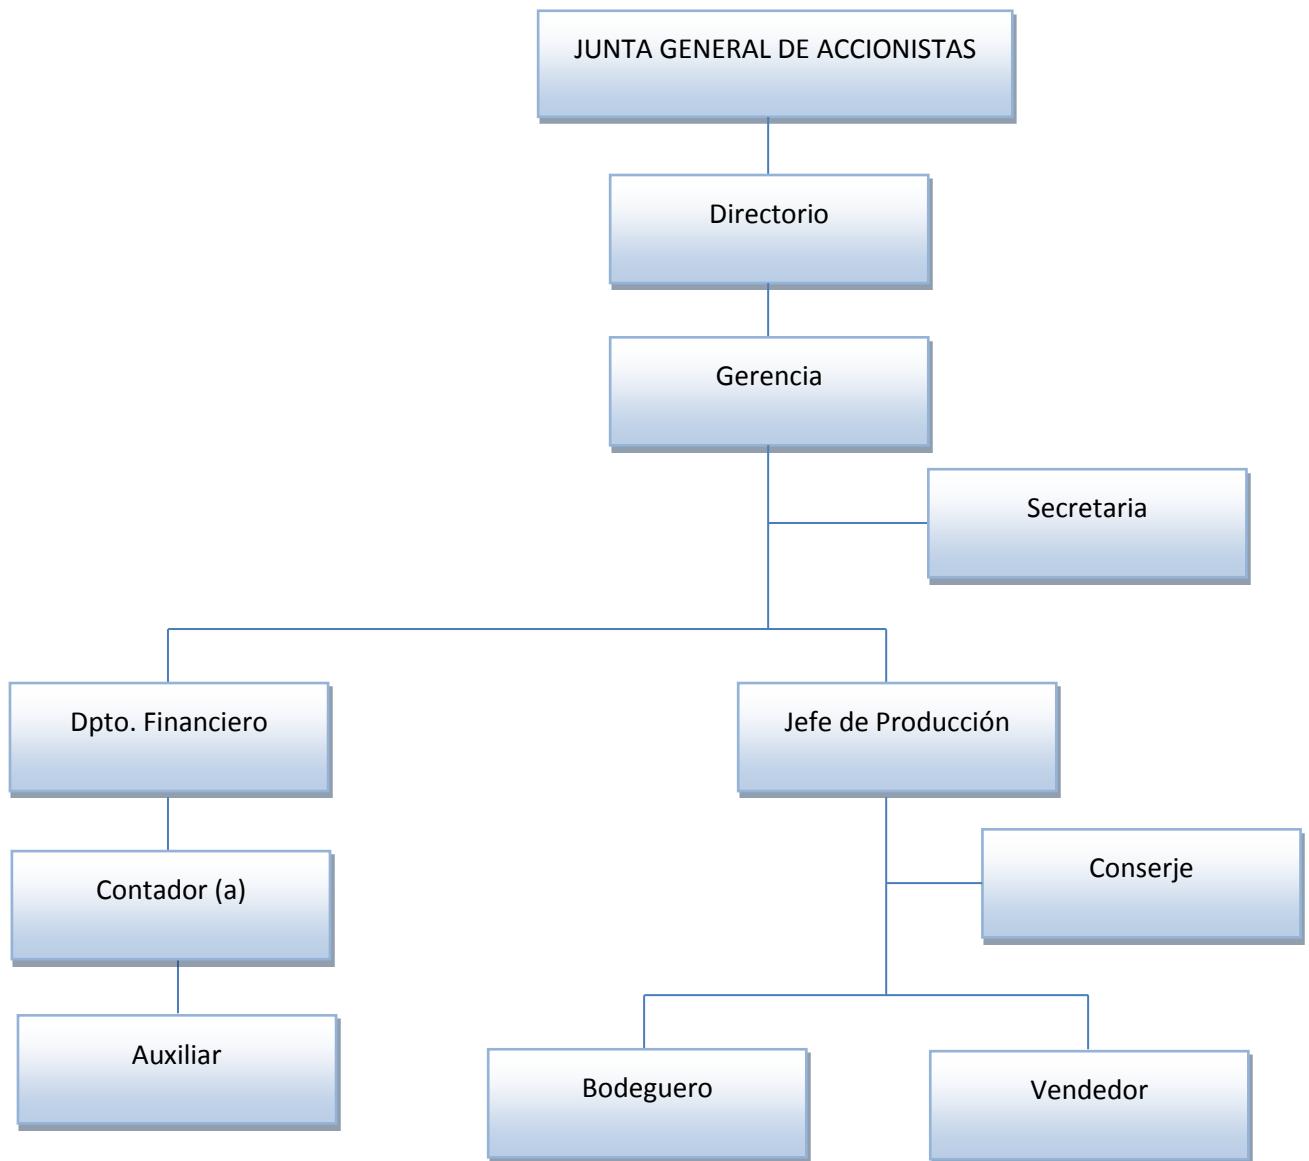 JUNTA GENERAL DE ACCIONISTAS
Directorio
Gerencia
Secretaria
Dpto. Financiero
Jefe de Producción
Contador (a)
Conserje
Auxiliar
Bodeguero
Vendedor